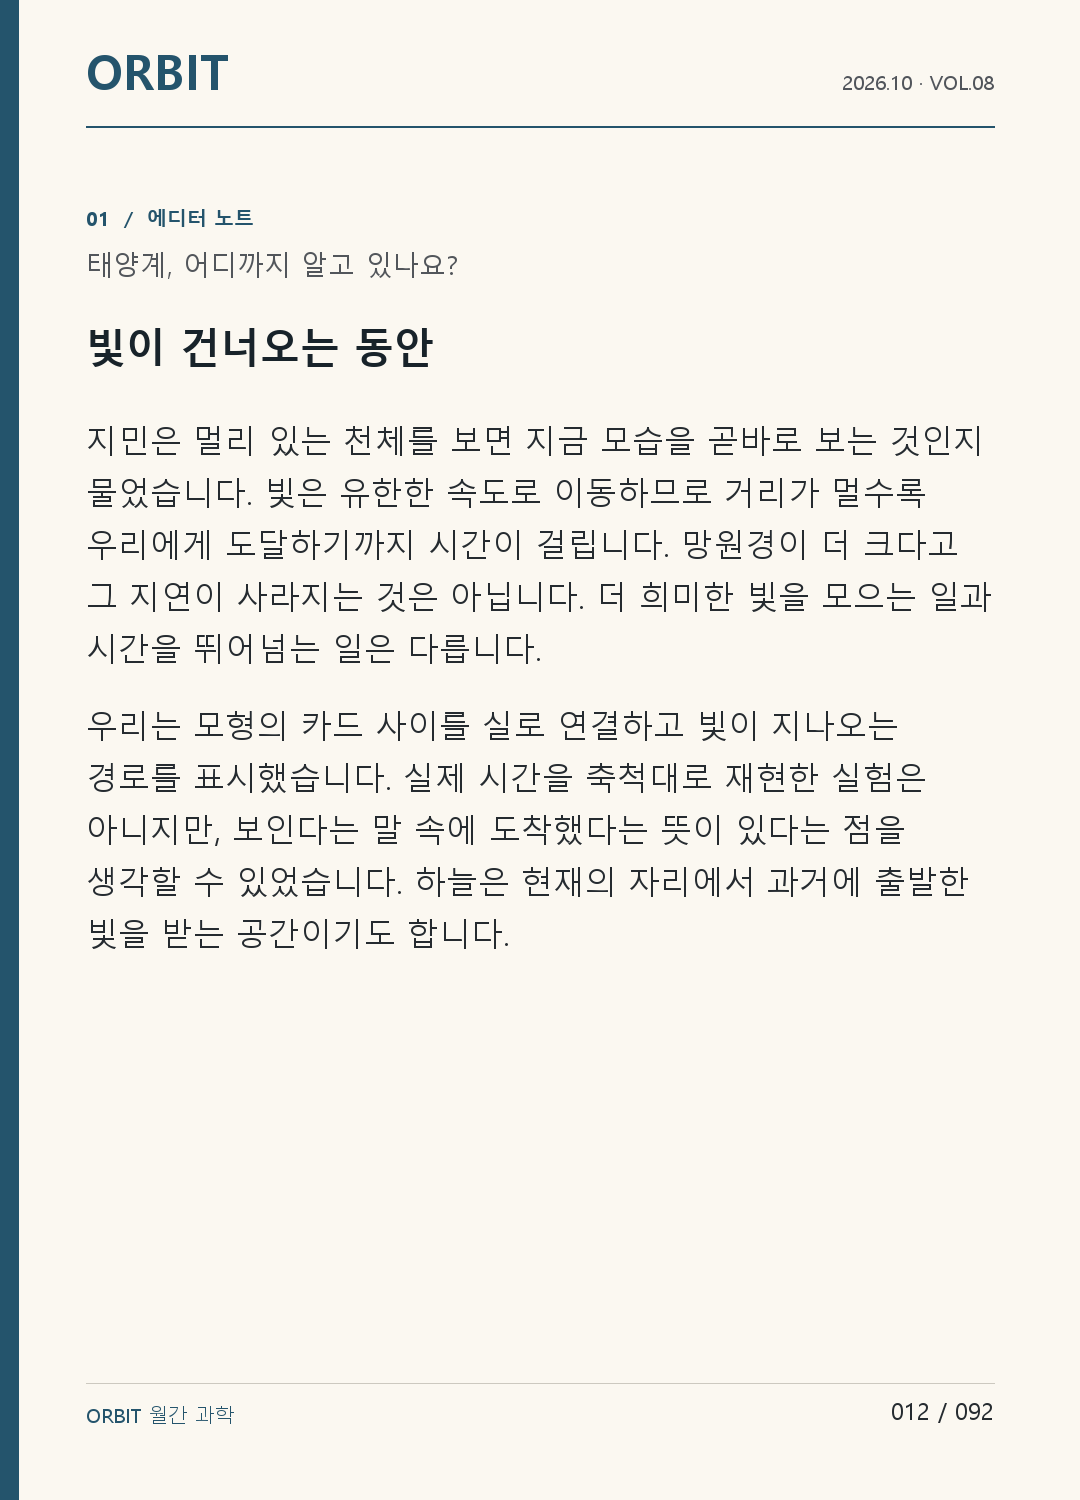 ORBIT
2026.10 · VOL.08
01 / 에디터 노트
태양계, 어디까지 알고 있나요?
빛이 건너오는 동안
지민은 멀리 있는 천체를 보면 지금 모습을 곧바로 보는 것인지
물었습니다. 빛은 유한한 속도로 이동하므로 거리가 멀수록
우리에게 도달하기까지 시간이 걸립니다. 망원경이 더 크다고
그 지연이 사라지는 것은 아닙니다. 더 희미한 빛을 모으는 일과
시간을 뛰어넘는 일은 다릅니다.
우리는 모형의 카드 사이를 실로 연결하고 빛이 지나오는
경로를 표시했습니다. 실제 시간을 축척대로 재현한 실험은
아니지만, 보인다는 말 속에 도착했다는 뜻이 있다는 점을
생각할 수 있었습니다. 하늘은 현재의 자리에서 과거에 출발한
빛을 받는 공간이기도 합니다.
ORBIT 월간 과학
012 / 092